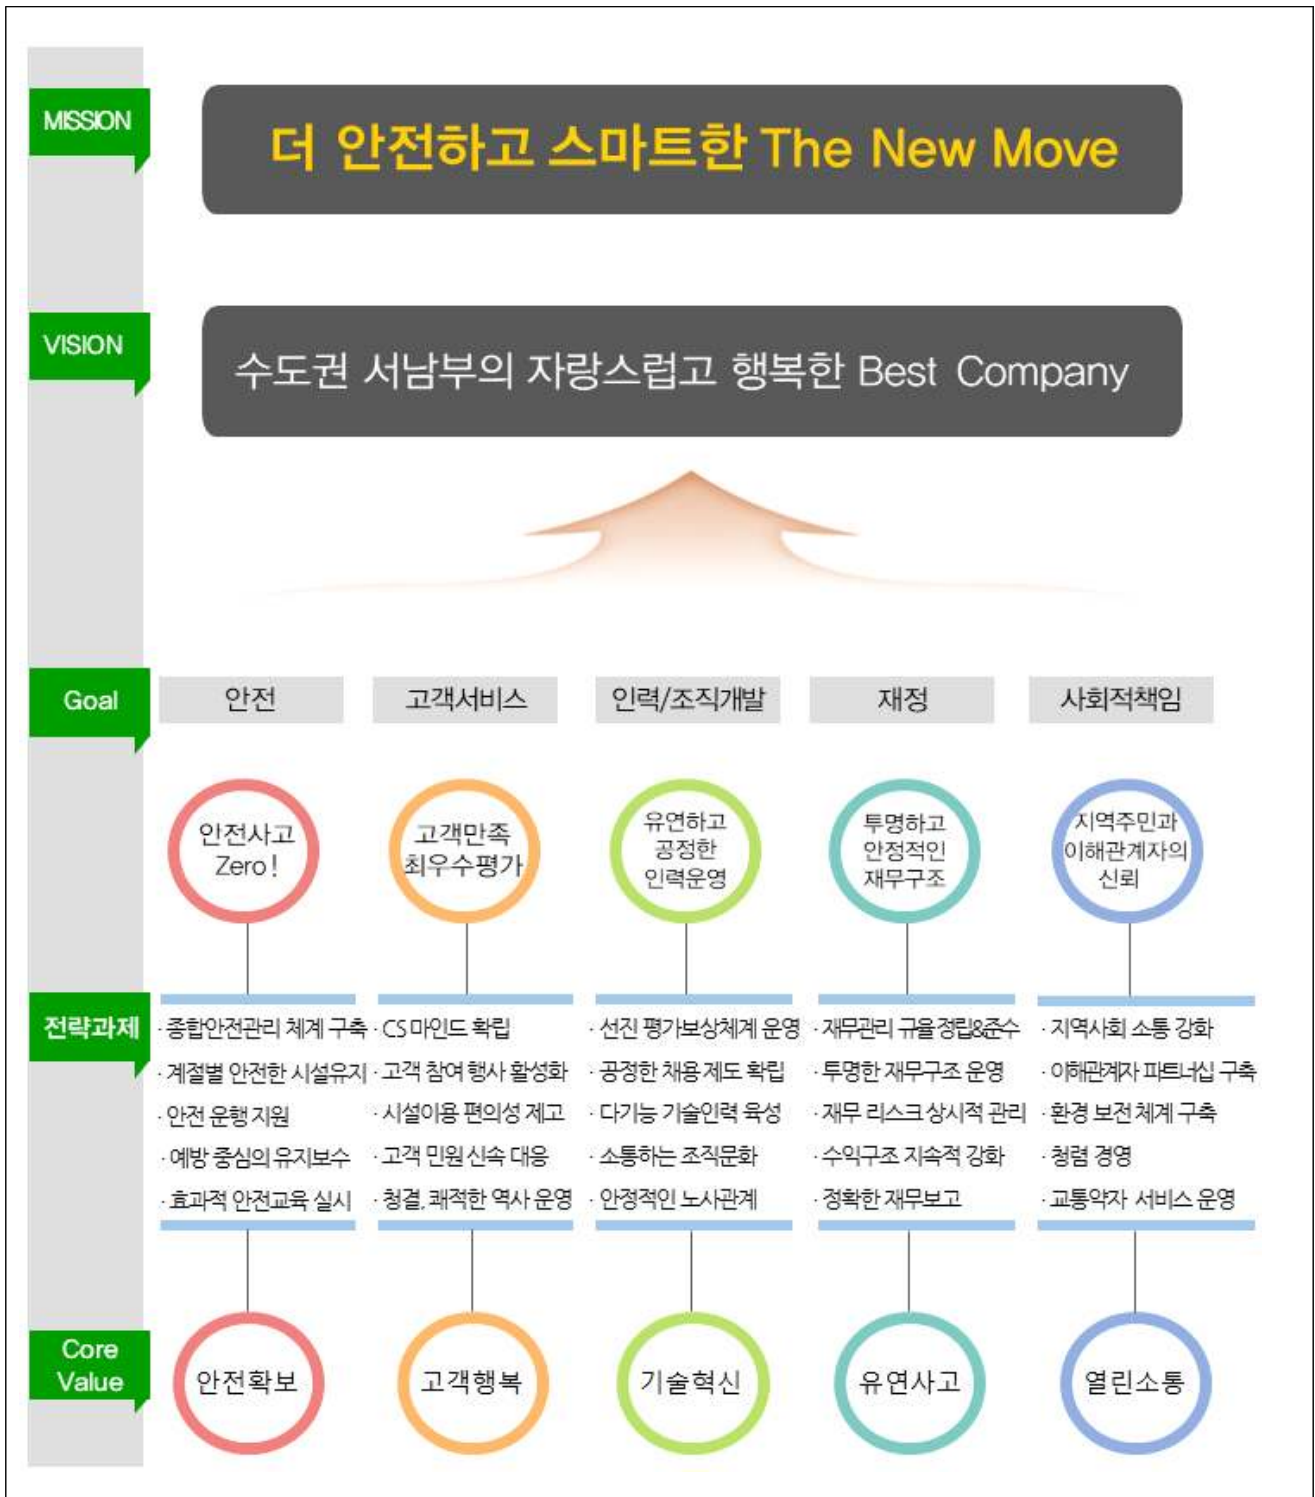 MISSION
더 안전하고 스마트한 The New Move
VISION
수도권 서남부의 자랑스럽고 행복한 Best Company
Goal
안전
고객서비스
인력/조직개발
재정
사회적책임
안전사고
Zero!
고객만족
최우수평가
유연하고
공정한
인력운영
투명하고
안정적인
재무구조
지역주민과
이해관계자의
신뢰
전략과제
· 종합안전관리 체계 구축
· 계절별 안전한 시설유지
· 안전 운행 지원
· 예방 중심의 유지보수
· 효과적 안전교육 실시
· CS 마인드 확립
· 고객 참여 행사 활성화
· 시설이용 편의성 제고
· 고객 민원 신속 대응
· 청결, 쾌적한 역사 운영
· 선진 평가보상체계 운영
· 공정한 채용 제도 확립
· 다기능 기술인력 육성
· 소통하는 조직문화
· 안정적인 노사관계
· 재무관리 규율 정립&준수
· 투명한 재무구조 운영
· 재무 리스크 상시적 관리
· 수익구조 지속적 강화
· 정확한 재무보고
· 지역사회 소통 강화
· 이해관계자 파트너십 구축
· 환경 보전 체계 구축
· 청렴 경영
· 교통약자 서비스 운영
Core
Value
안전확보
고객행복
기술혁신
유연사고
열린소통